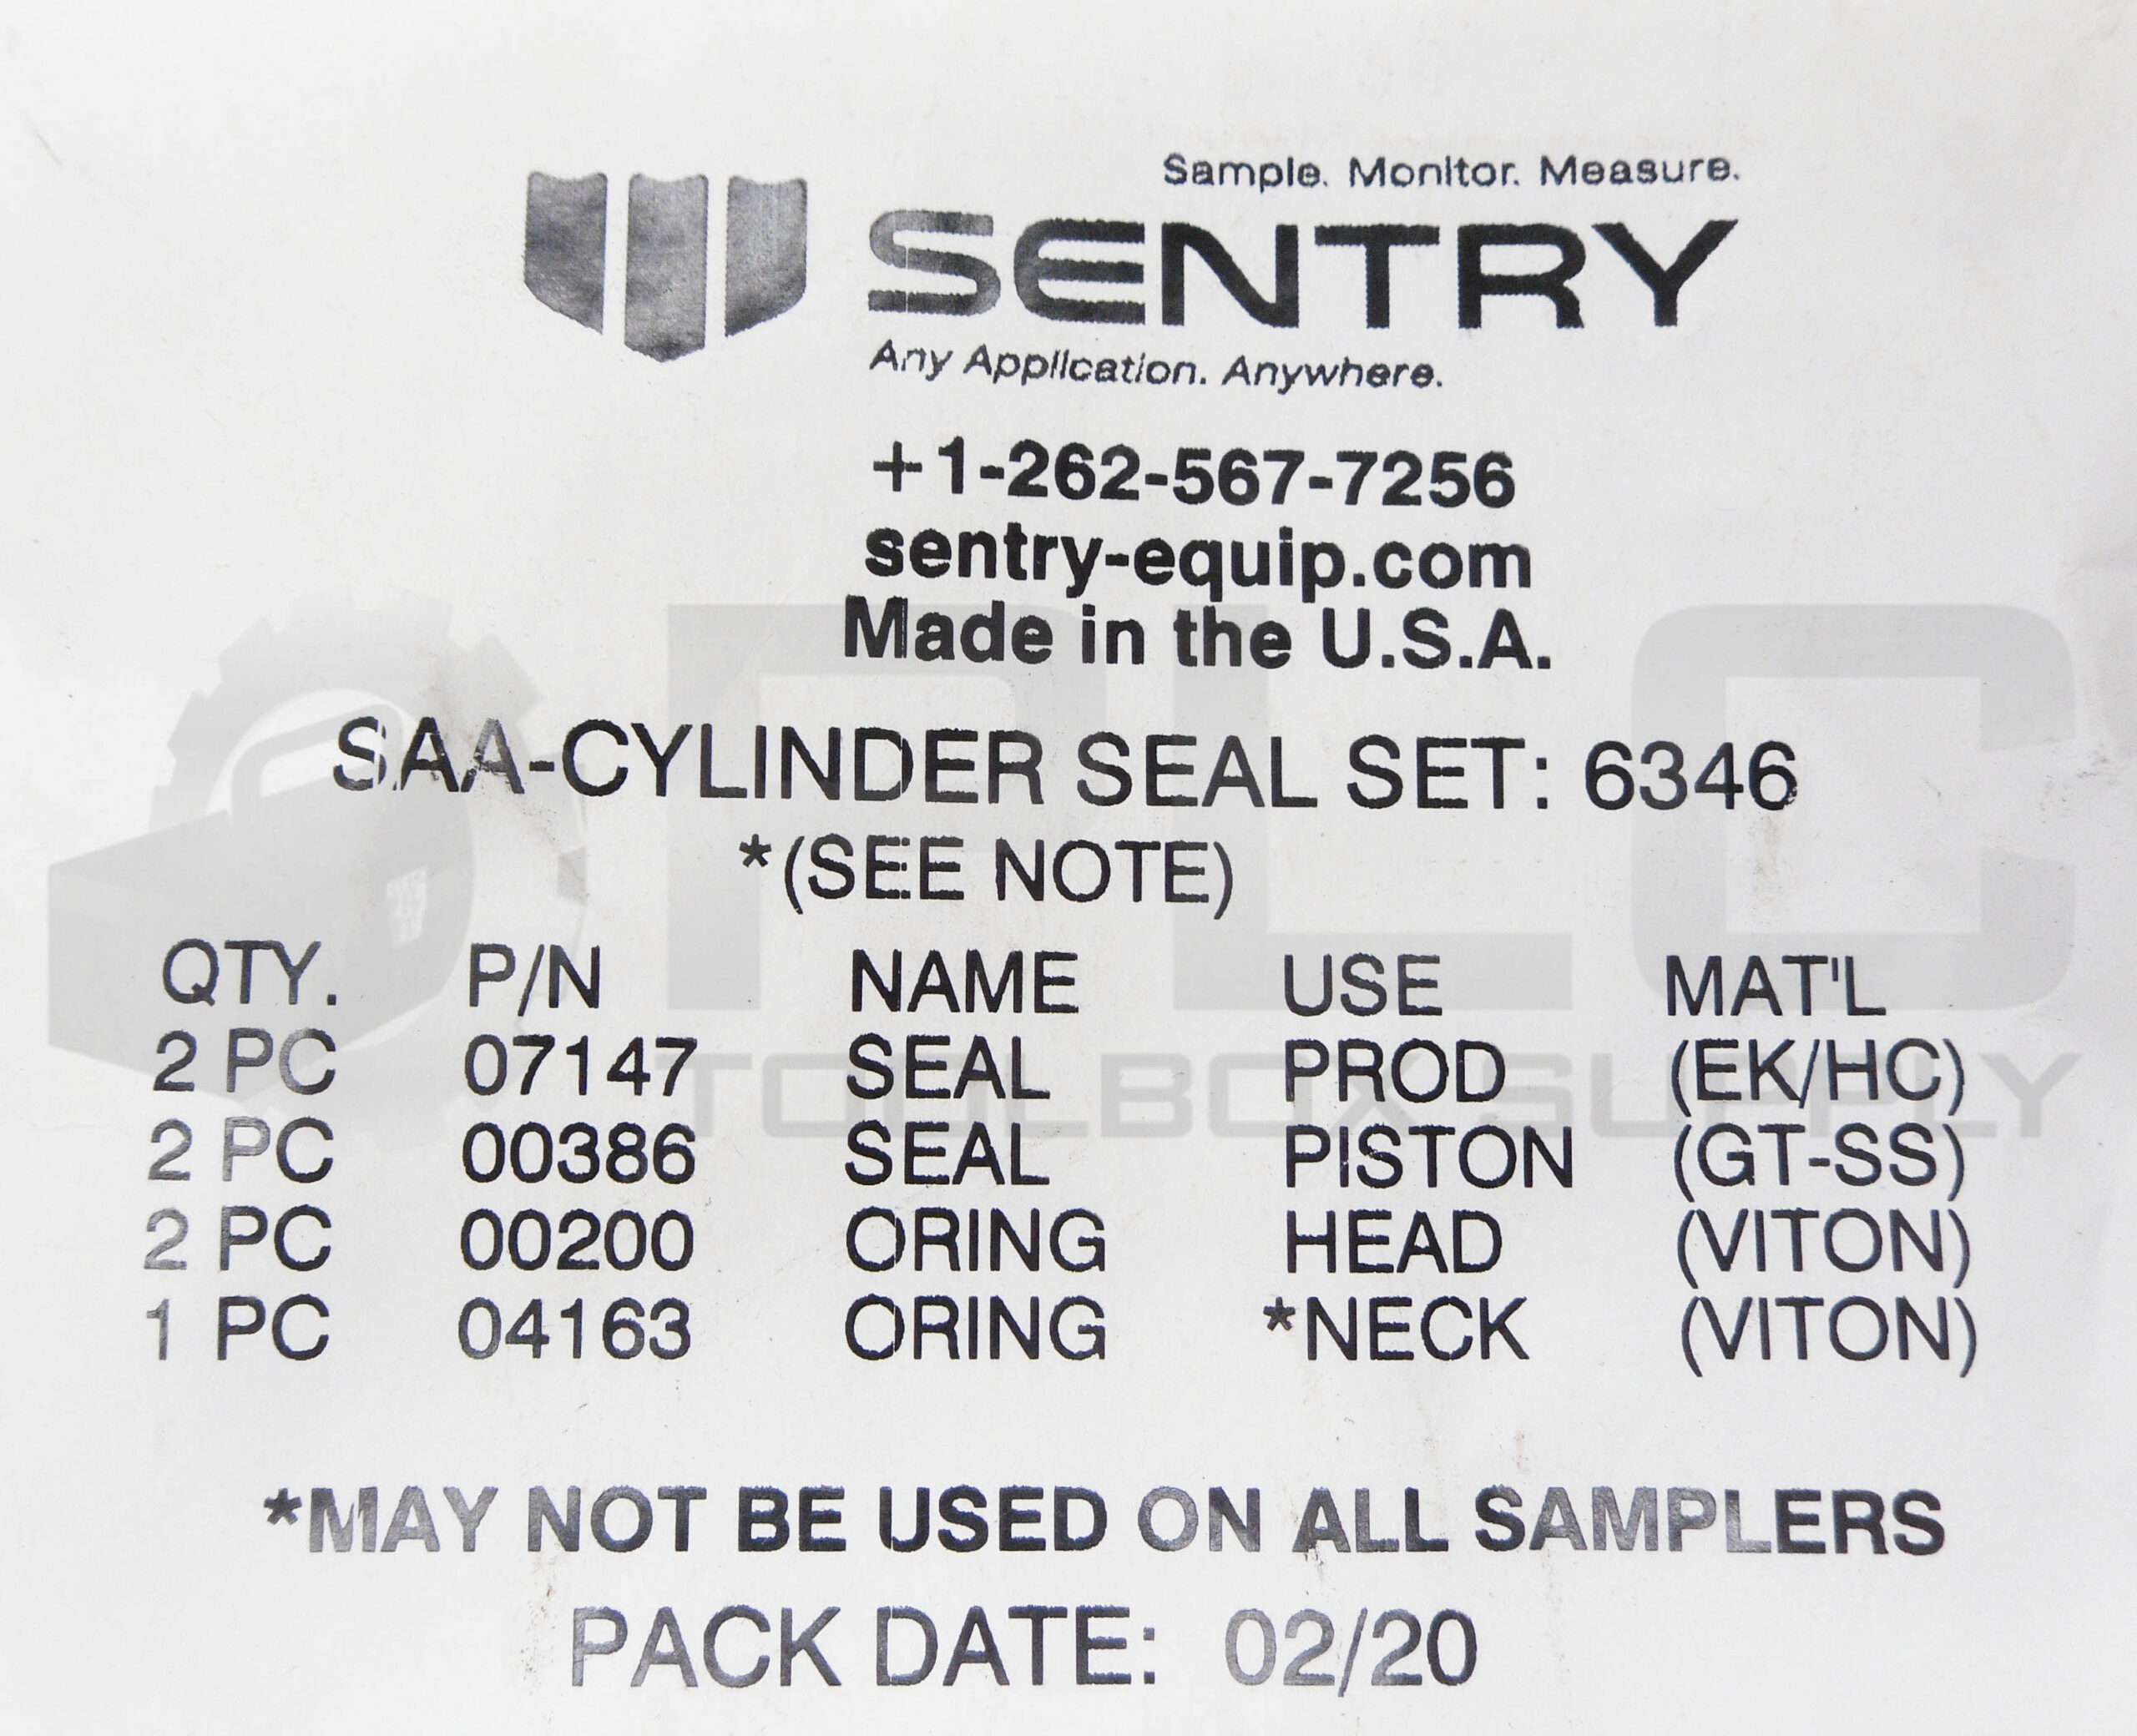 Sample. Monitor. Measure.
SENTRY
Any Application. Anywhere.
+1-262-567-7256
sentry-equip.com
Made in the U.S.A.
PLC
TOOLBOX SUPPLY
SAA-CYLINDER SEAL SET: 6346
*(SEE NOTE)
QTY. P/N NAME USE MAT'L
2 PC 07147 SEAL PROD (EK/HC)
2 PC 00386 SEAL PISTON (GT-SS)
2 PC 00200 ORING HEAD (VITON)
1 PC 04163 ORING *NECK (VITON)
*MAY NOT BE USED ON ALL SAMPLERS
PACK DATE: 02/20